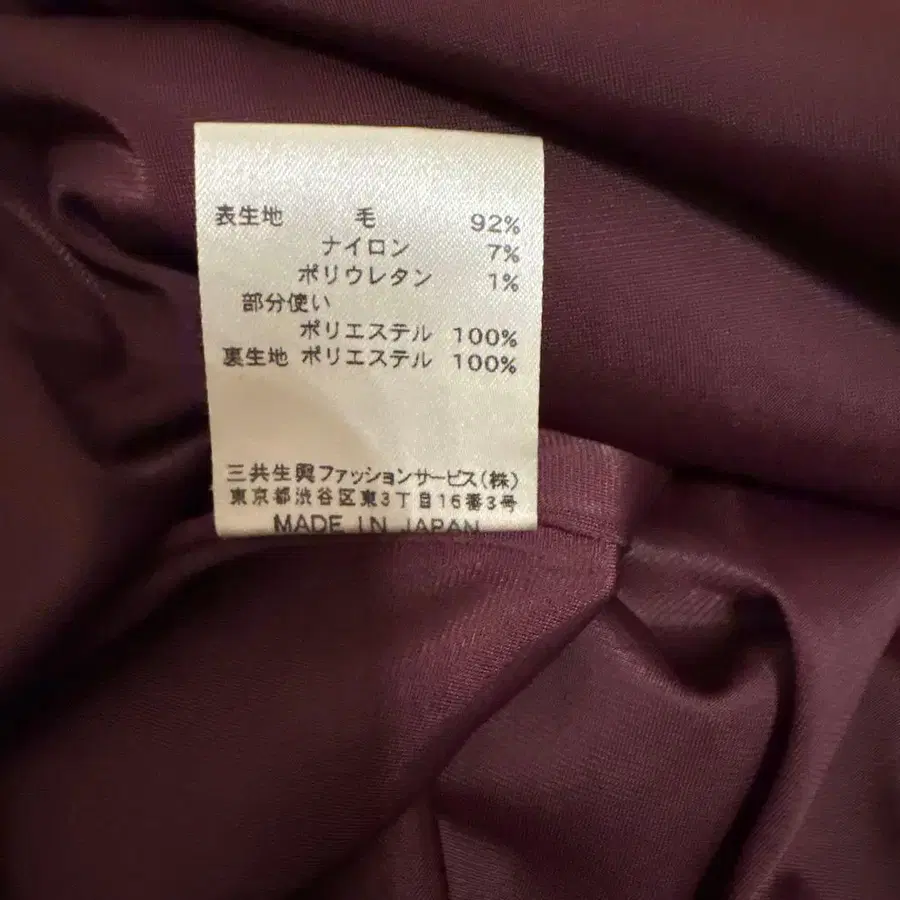 表生地 毛 92%
ナイロン 7%
ポリウレタン 1%
部分使い
ポリエステル 100%
裏生地 ポリエステル 100%
三共生興ファッションサービス(株)
東京都渋谷区東3丁目16番3号
MADE IN JAPAN